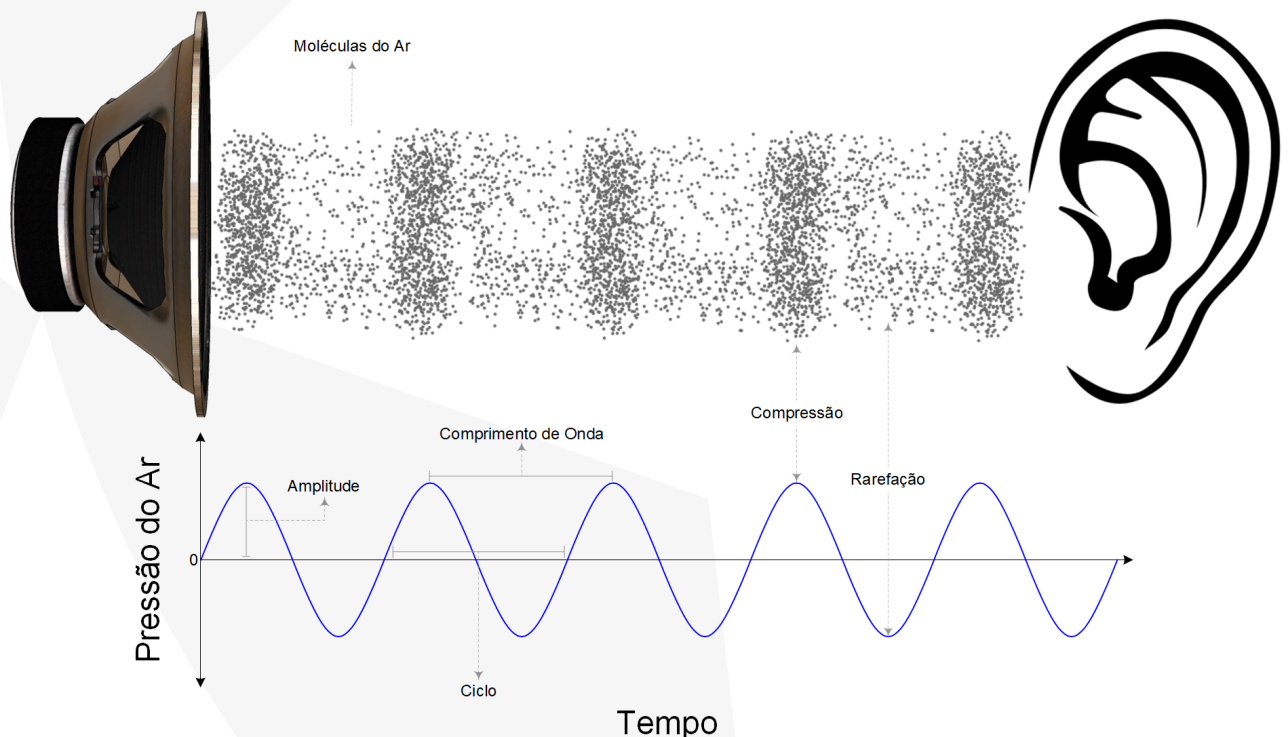 Moléculas do Ar
Compressão
Comprimento de Onda
Rarefação
Amplitude
Pressão do Ar
0
Ciclo
Tempo